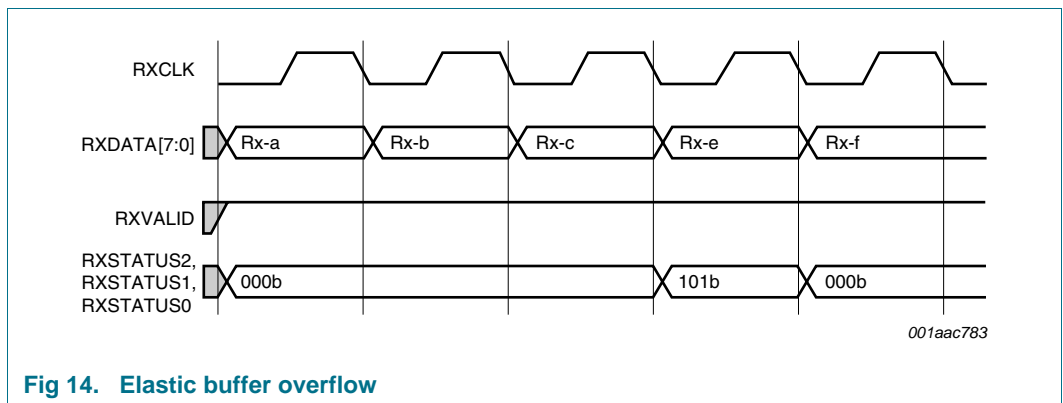 RXCLK
RXDATA[7:0] Rx-a Rx-b Rx-c Rx-e Rx-f
RXVALID
RXSTATUS2,
RXSTATUS1, 000b 101b 000b
RXSTATUS0
001aac783
Fig 14. Elastic buffer overflow